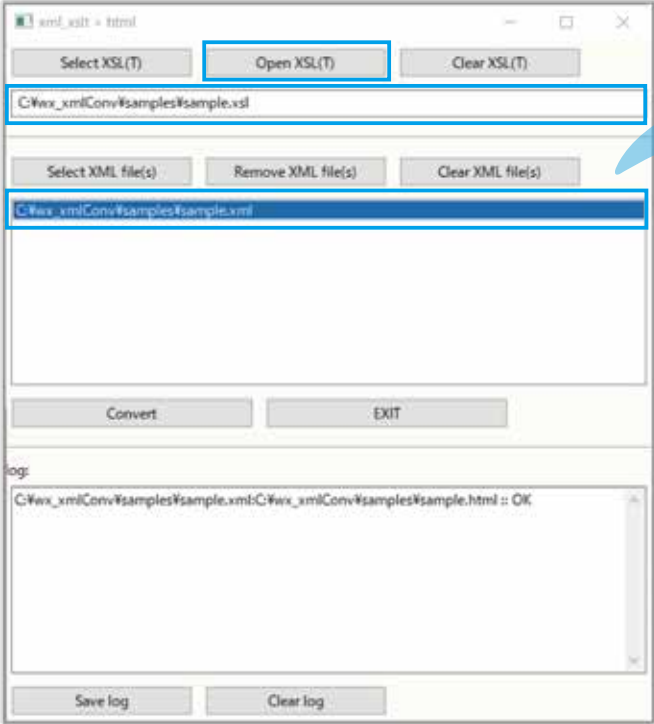 xml_xslt + html
Select XSL(T) Open XSL(T) Clear XSL(T)
C:¥wx_xmlConv¥samples¥sample.xsl
Select XML file(s) Remove XML file(s) Clear XML file(s)
C:¥wx_xmlConv¥samples¥sample.xml
Convert EXIT
log:
C:¥wx_xmlConv¥samples¥sample.xml:C:¥wx_xmlConv¥samples¥sample.html :: OK
Save log Clear log